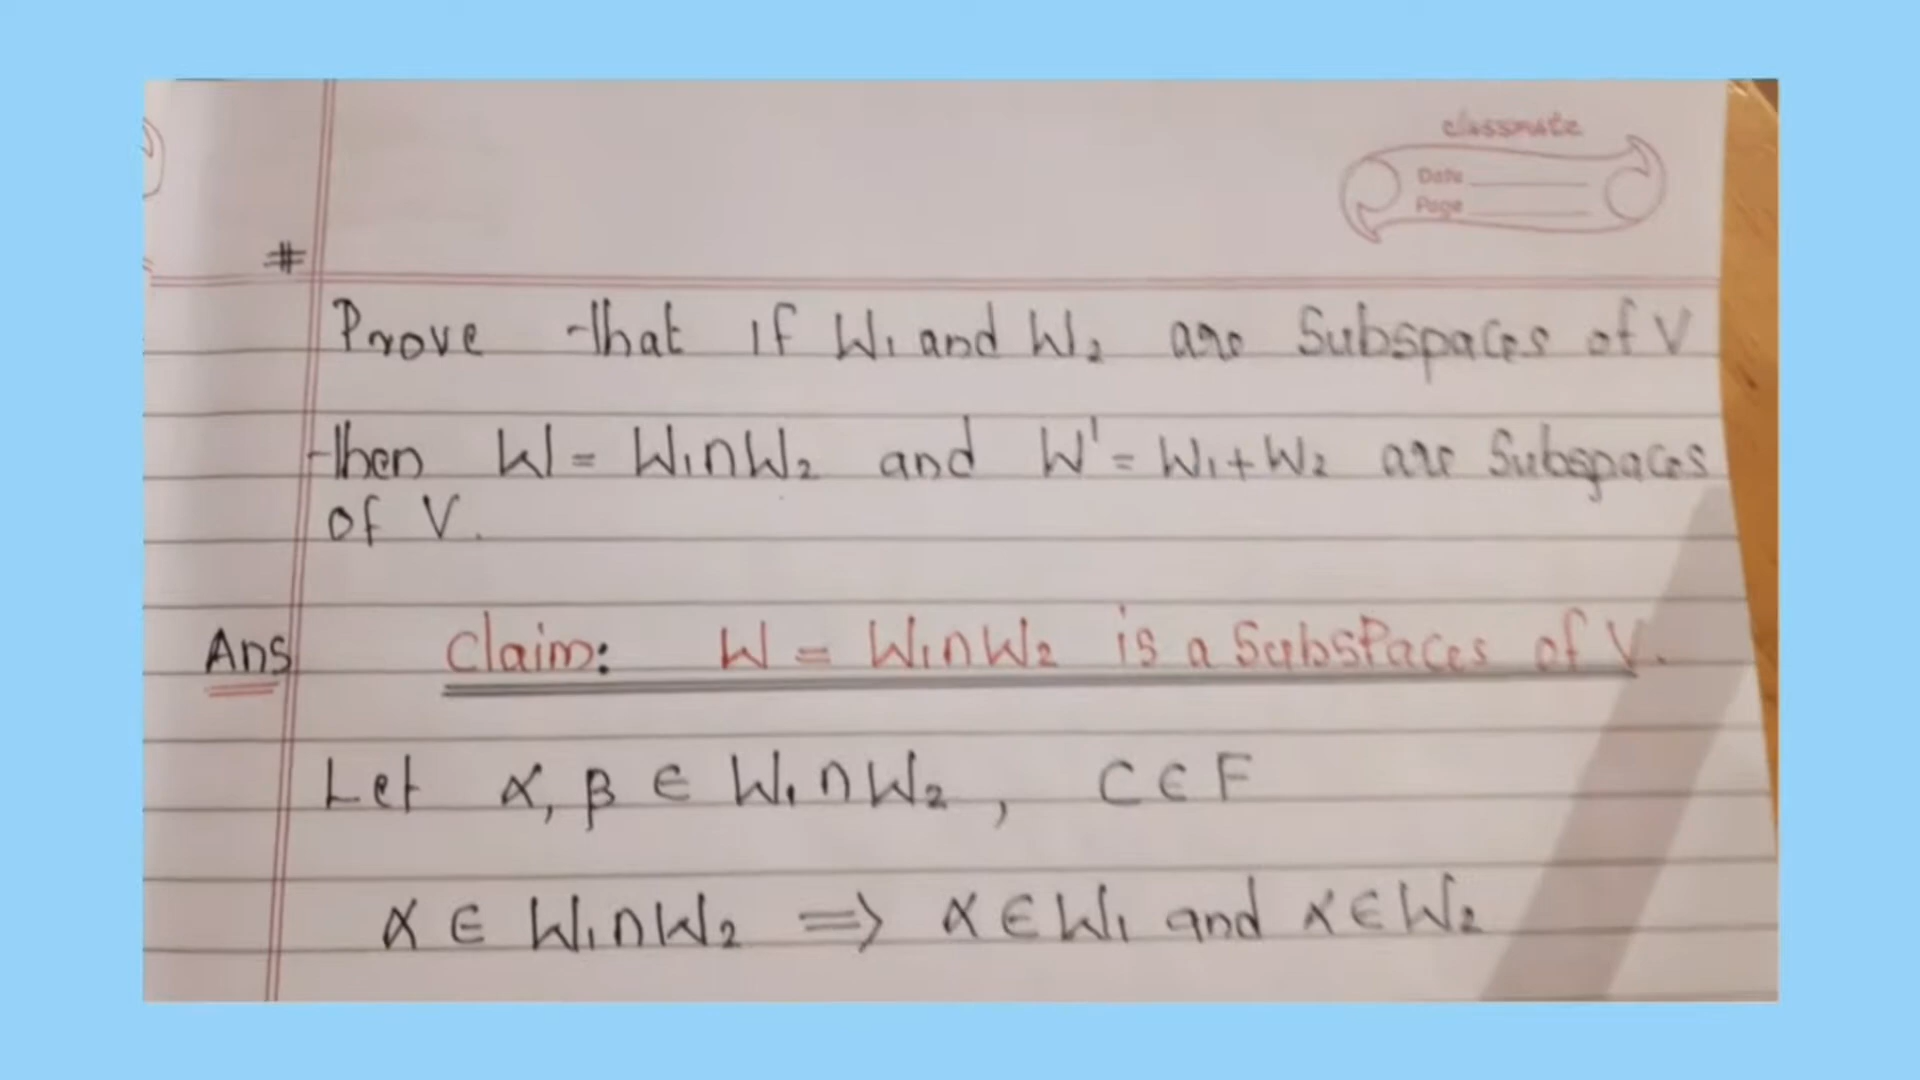 classmate
Date
Page
#
Prove that if W₁ and W₂ are Subspaces of V
then W = W₁∩W₂ and W' = W₁+W₂ are Subspaces
of V.
Ans Claim: W = W₁∩W₂ is a Subspaces of V.
Let α, β ∈ W₁∩W₂ , C ∈ F
α ∈ W₁∩W₂ ⇒ α ∈ W₁ and α ∈ W₂